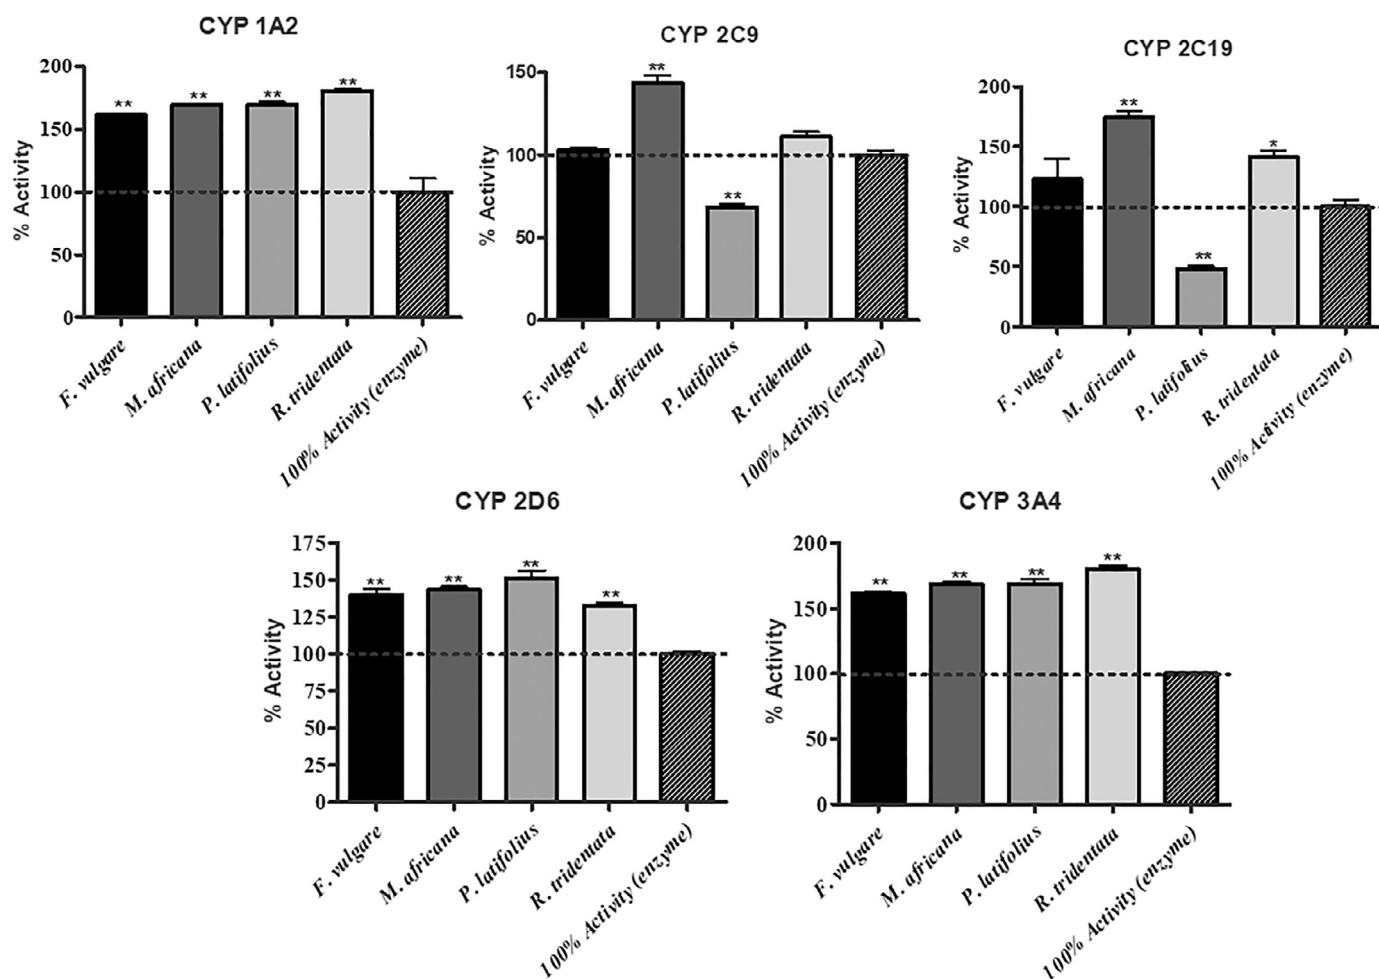 CYP 1A2
% Activity
200
150
100
50
0
**
**
**
**
F. vulgare
M. africana
P. latifolius
R. tridentata
100% Activity (enzyme)
CYP 2C9
% Activity
150
100
50
0
**
**
F. vulgare
M. africana
P. latifolius
R. tridentata
100% Activity (enzyme)
CYP 2C19
% Activity
200
150
100
50
0
**
**
*
F. vulgare
M. africana
P. latifolius
R. tridentata
100% Activity (enzyme)
CYP 2D6
% Activity
175
150
125
100
75
50
25
0
**
**
**
**
F. vulgare
M. africana
P. latifolius
R. tridentata
100% Activity (enzyme)
CYP 3A4
% Activity
200
150
100
50
0
**
**
**
**
F. vulgare
M. africana
P. latifolius
R. tridentata
100% Activity (enzyme)